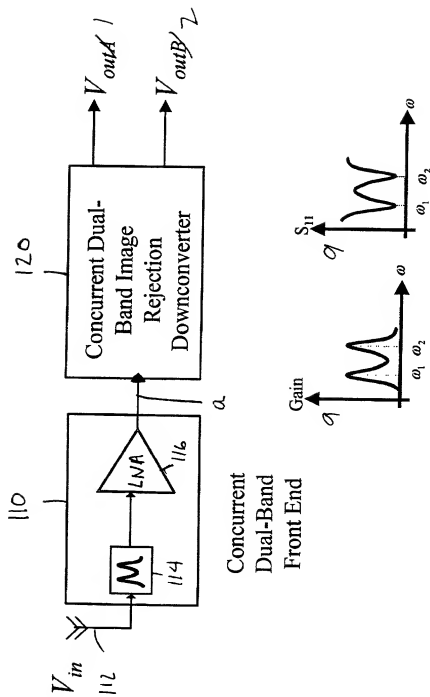 V_in
112
110
114
LNA
116
a
120
Concurrent Dual-
Band Image
Rejection
Downconverter
V_outA 1
V_outB 2
Concurrent
Dual-Band
Front End
Gain
ω₁
ω₂
ω
S₁₁
ω₁
ω₂
ω